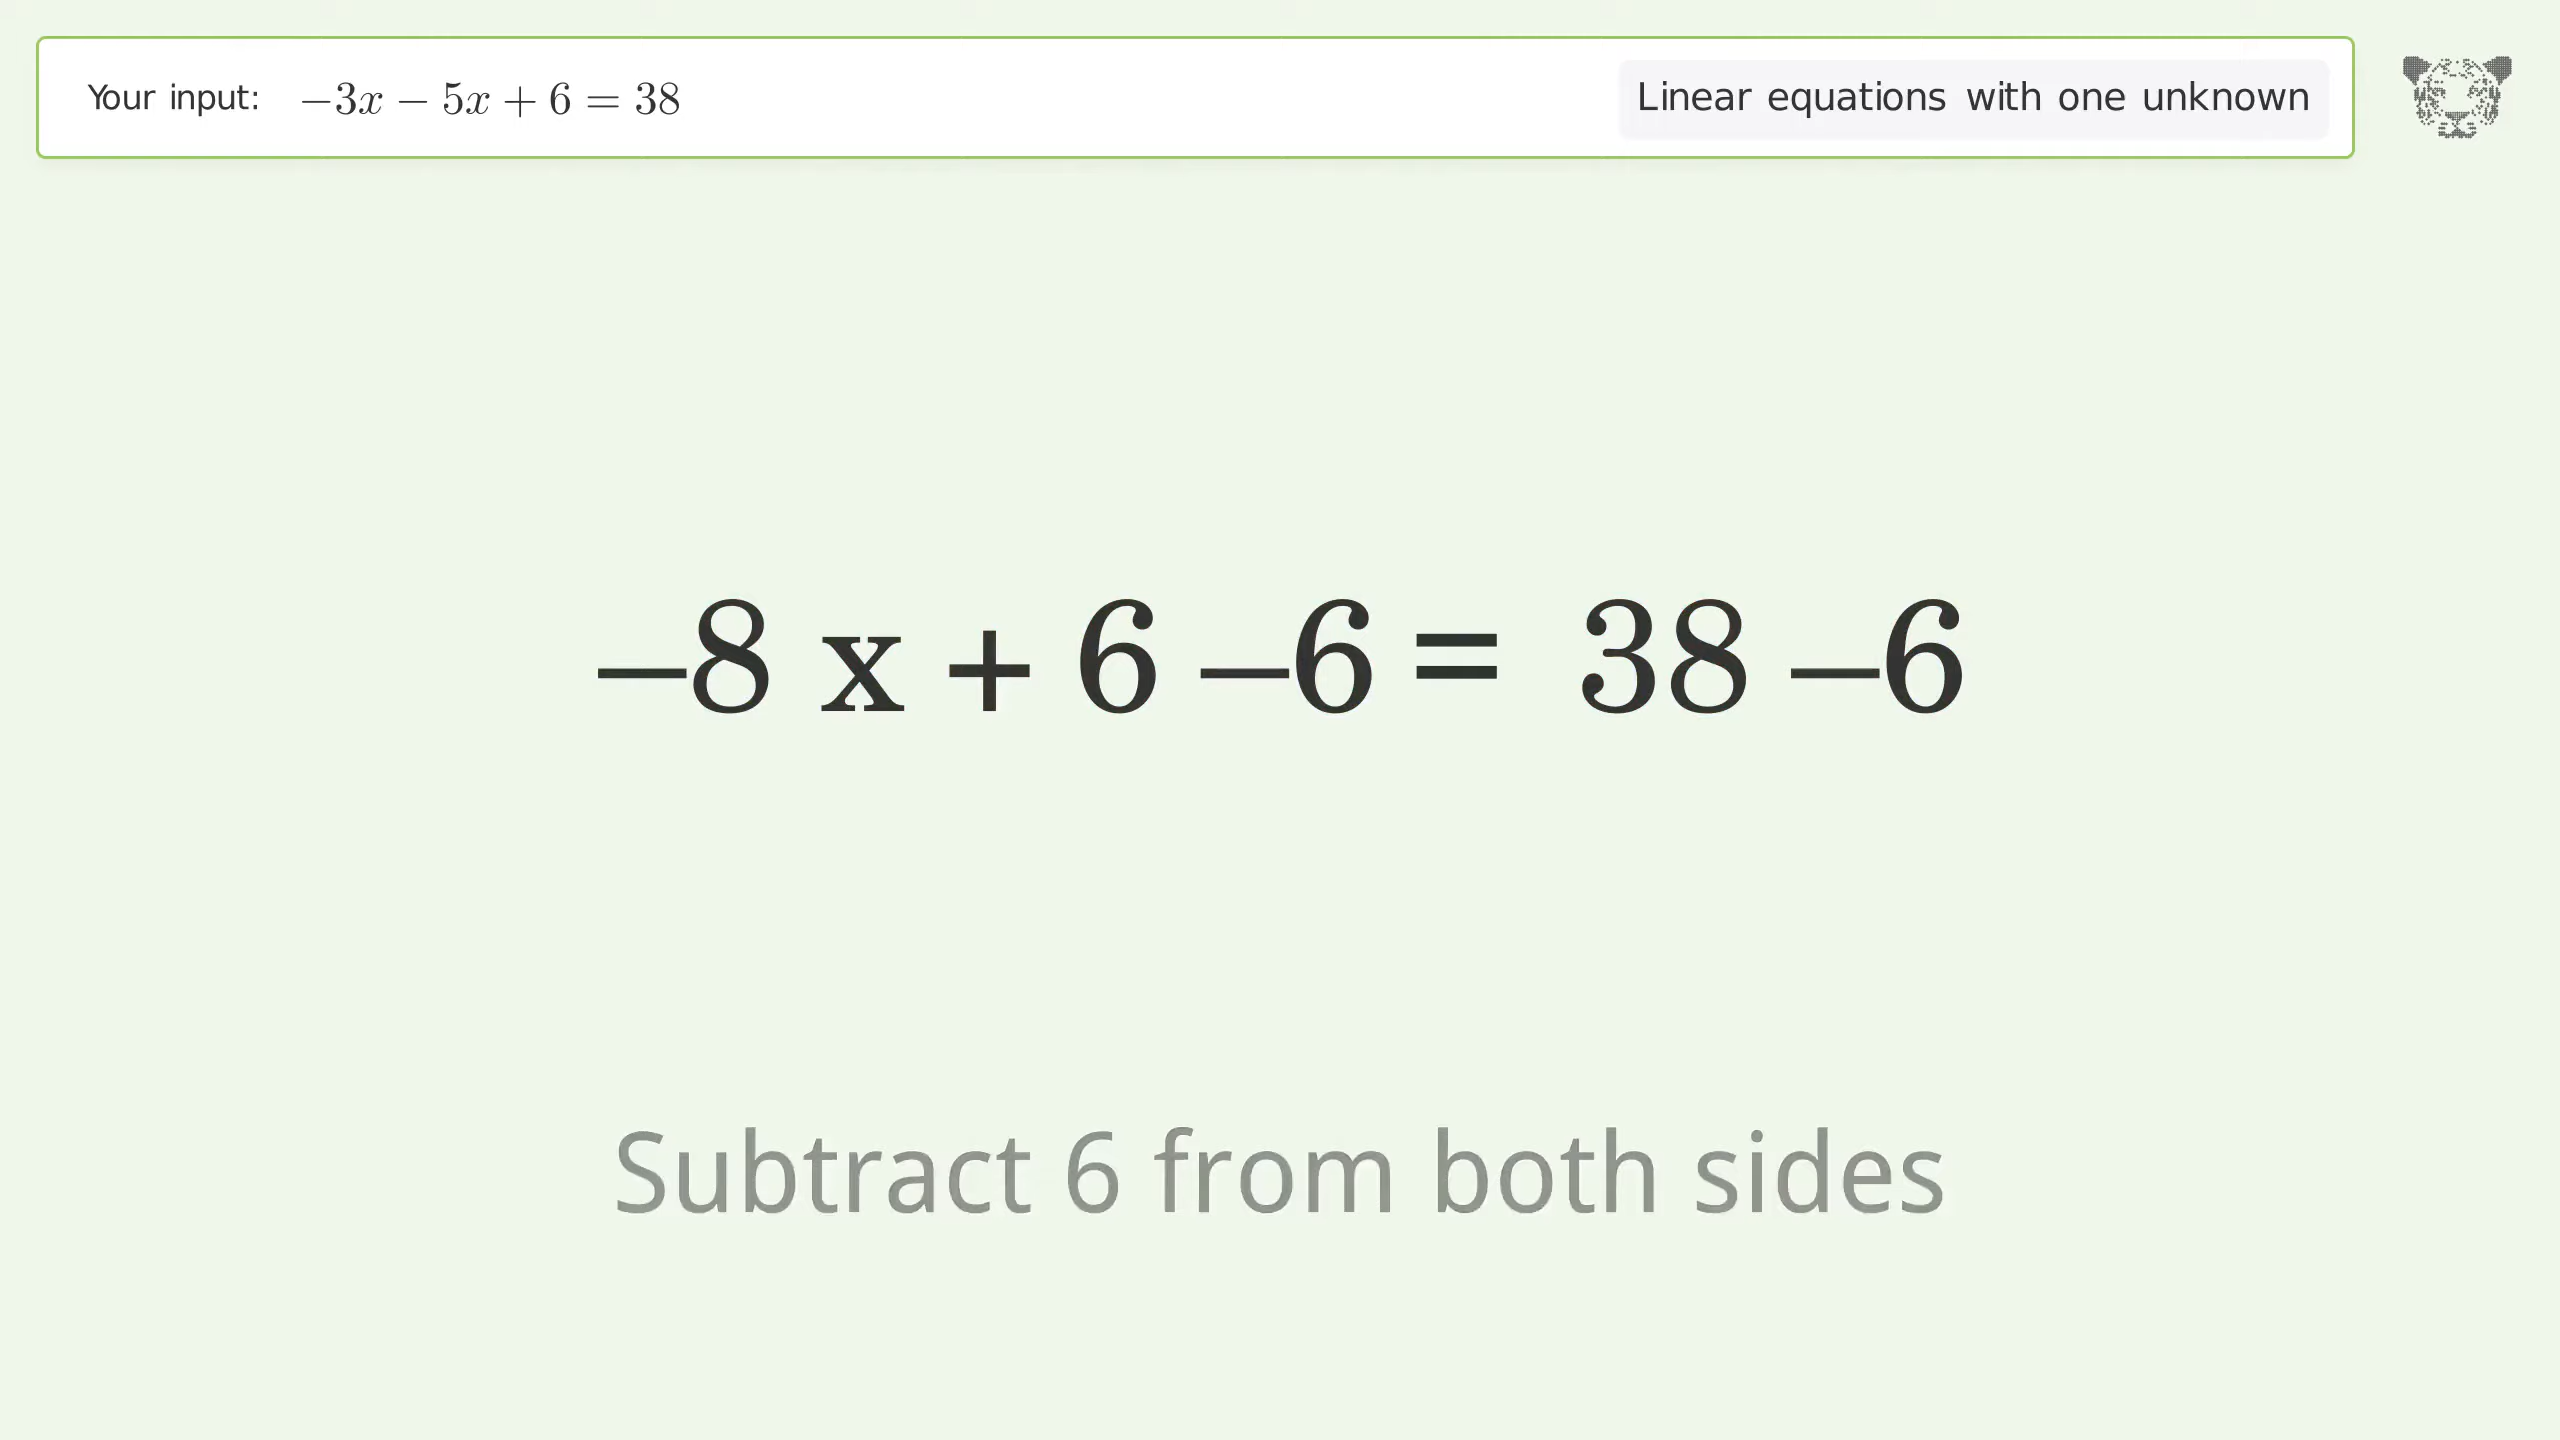 Your input: −3x − 5x + 6 = 38
Linear equations with one unknown
–8 x + 6 –6 = 38 –6
Subtract 6 from both sides